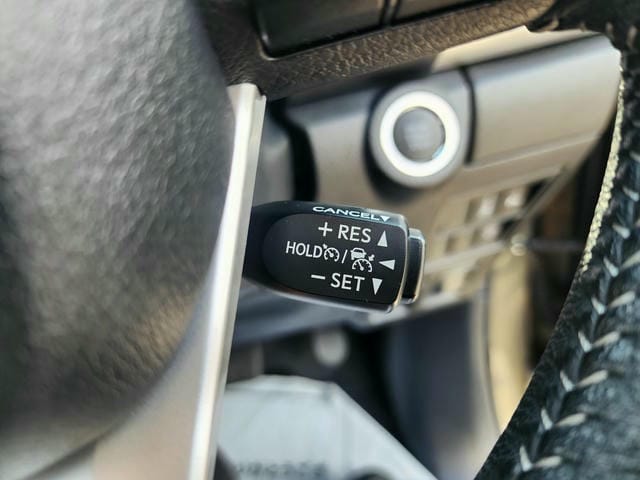 CANCEL▼
+ RES ▲
HOLD / ◀
− SET ▼